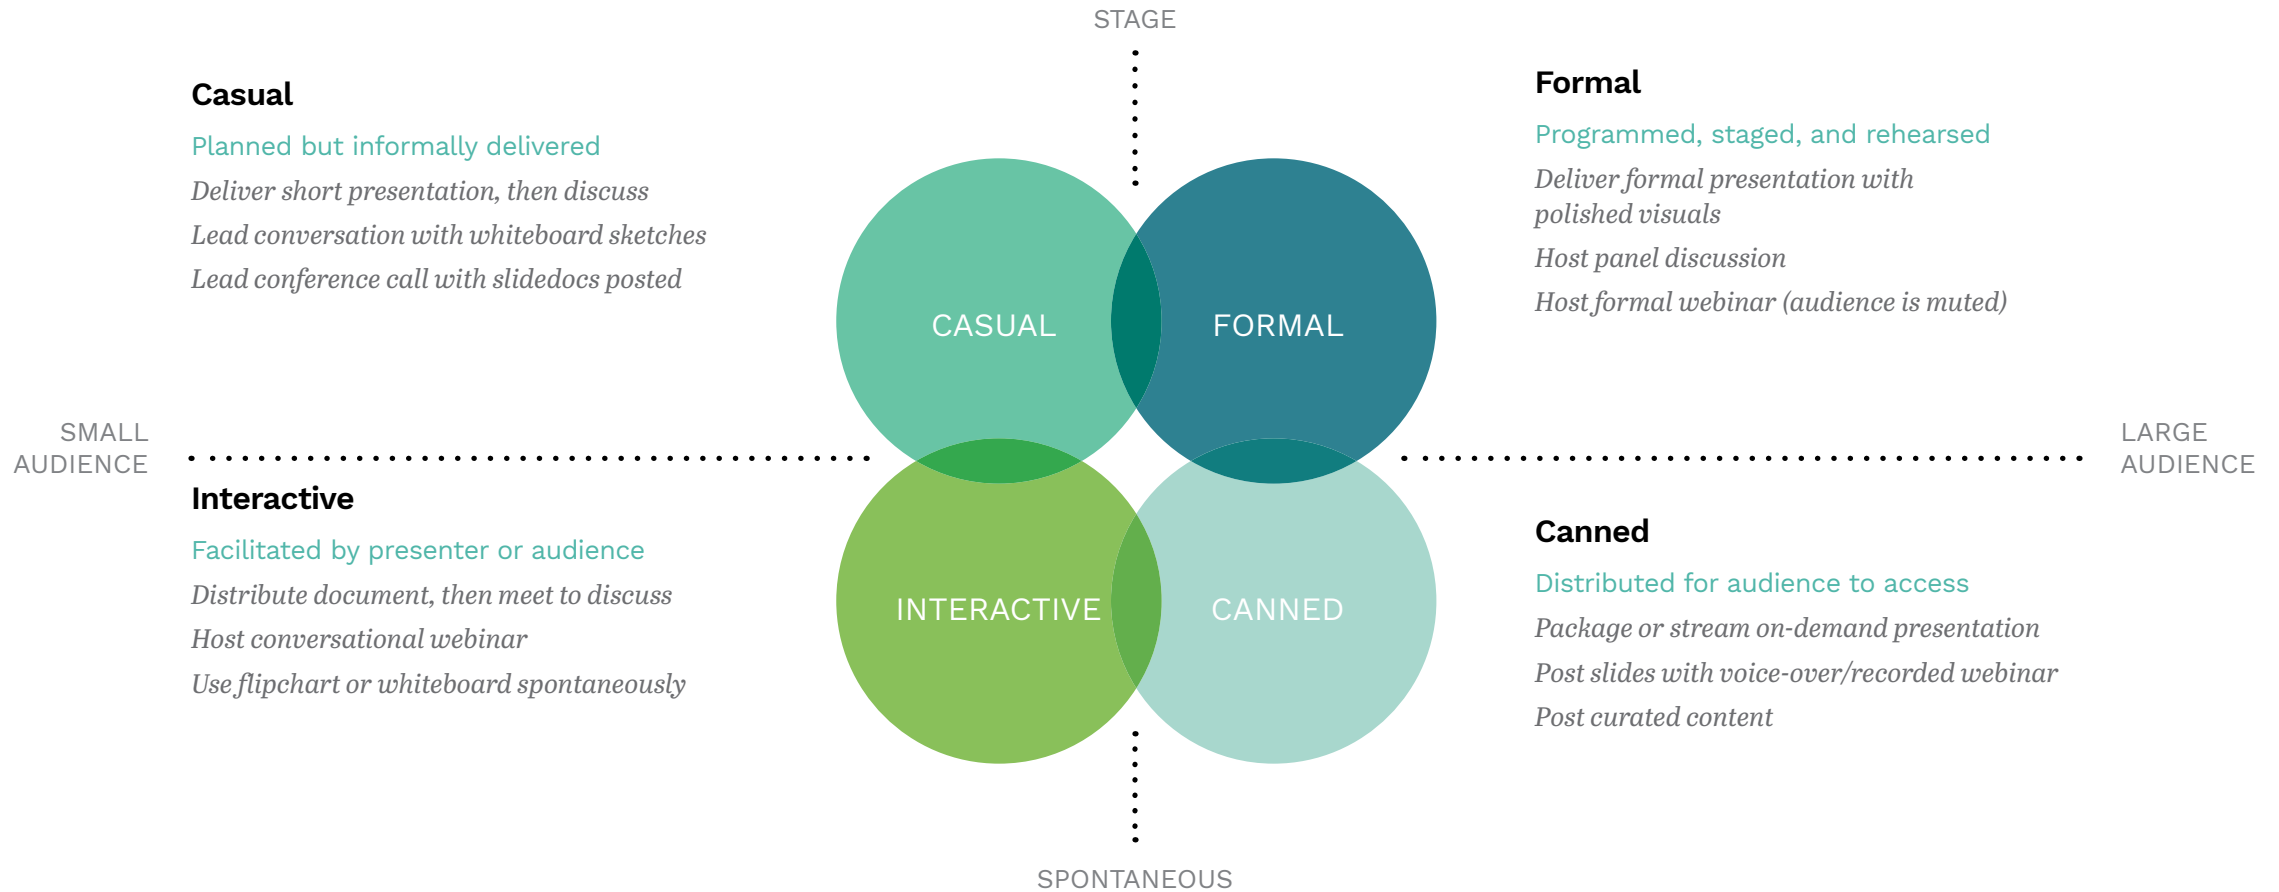 STAGE
Casual
Planned but informally delivered
Deliver short presentation, then discuss
Lead conversation with whiteboard sketches
Lead conference call with slidedocs posted
Formal
Programmed, staged, and rehearsed
Deliver formal presentation with
polished visuals
Host panel discussion
Host formal webinar (audience is muted)
CASUAL
FORMAL
SMALL
AUDIENCE
LARGE
AUDIENCE
Interactive
Facilitated by presenter or audience
Distribute document, then meet to discuss
Host conversational webinar
Use flipchart or whiteboard spontaneously
INTERACTIVE
CANNED
Canned
Distributed for audience to access
Package or stream on-demand presentation
Post slides with voice-over/recorded webinar
Post curated content
SPONTANEOUS